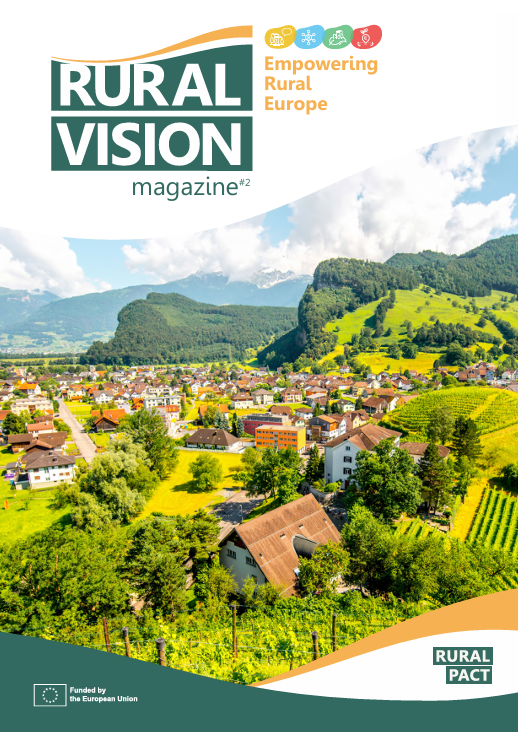 RURAL
VISION
magazine#2
Empowering
Rural
Europe
RURAL
PACT
Funded by
the European Union